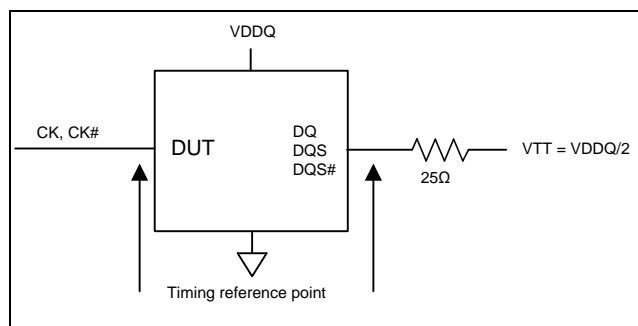 VDDQ
CK, CK#
DUT
DQ
DQS
DQS#
25Ω
VTT = VDDQ/2
Timing reference point